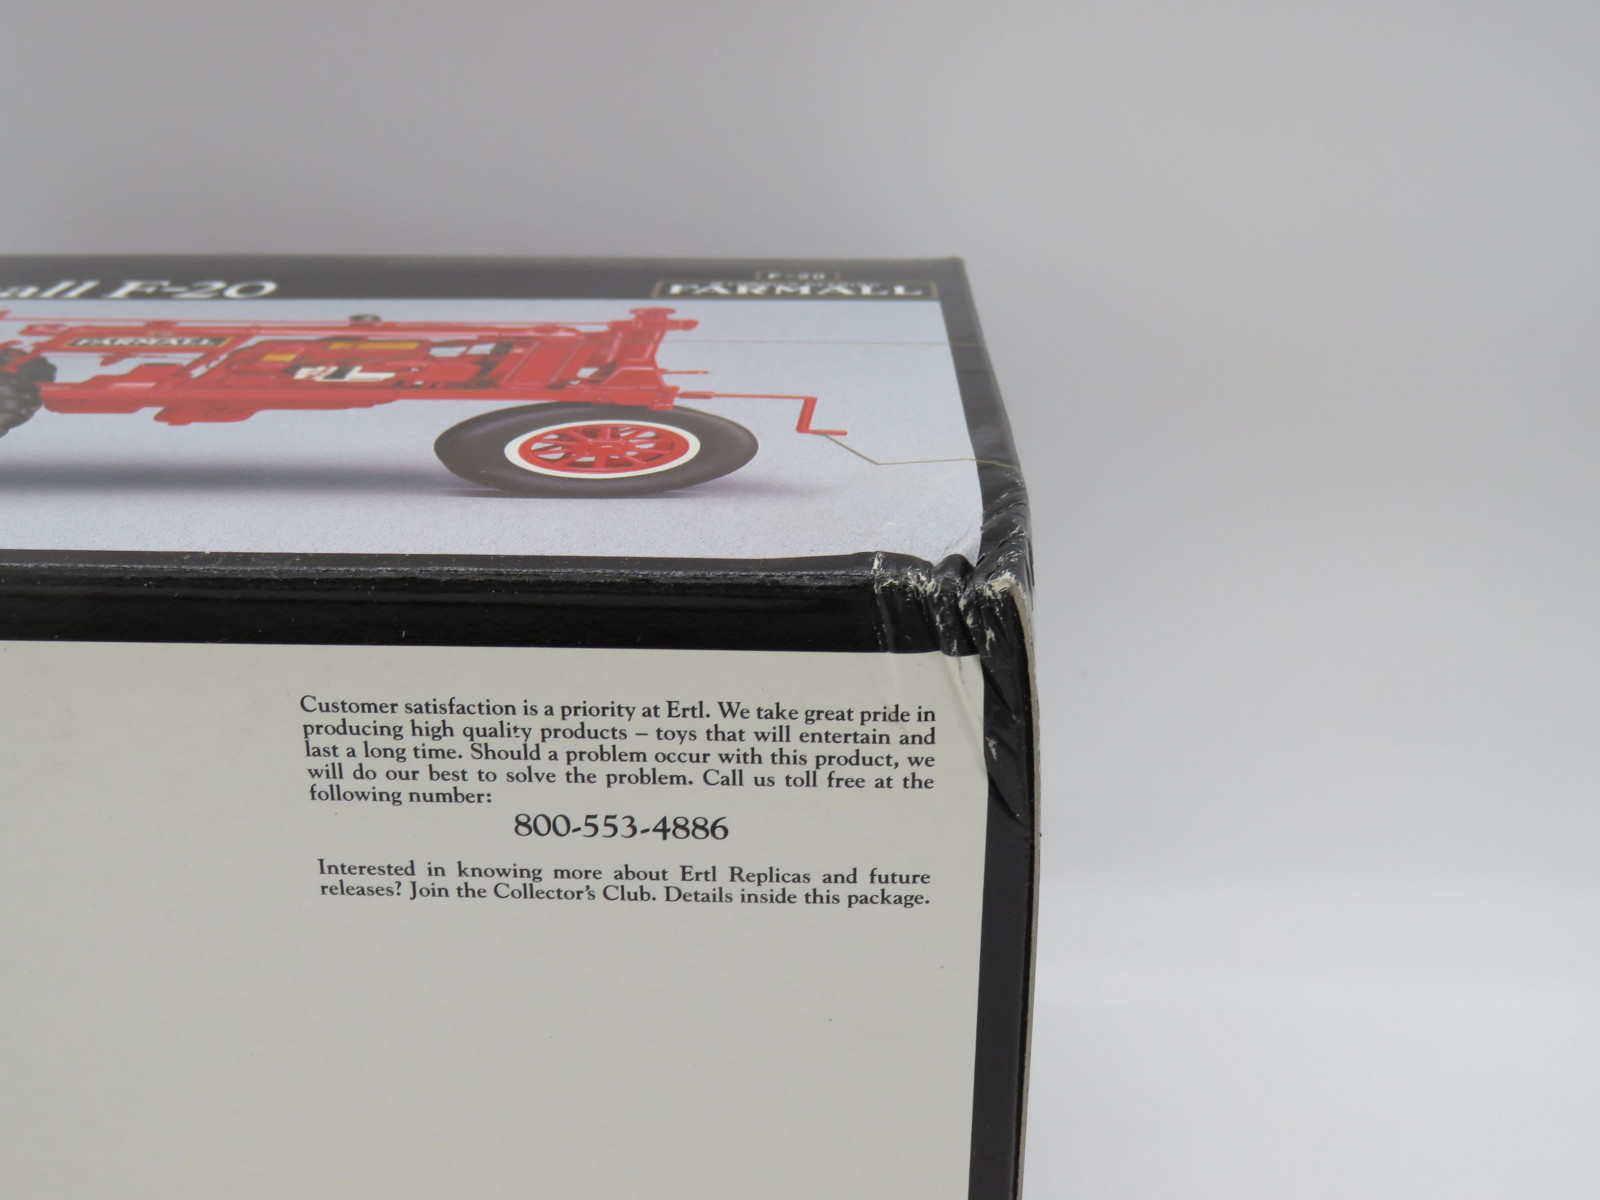 all F-20
F-20
FARMALL
FARMALL
Customer satisfaction is a priority at Ertl. We take great pride in
producing high quality products – toys that will entertain and
last a long time. Should a problem occur with this product, we
will do our best to solve the problem. Call us toll free at the
following number:
800-553-4886
Interested in knowing more about Ertl Replicas and future
releases? Join the Collector's Club. Details inside this package.